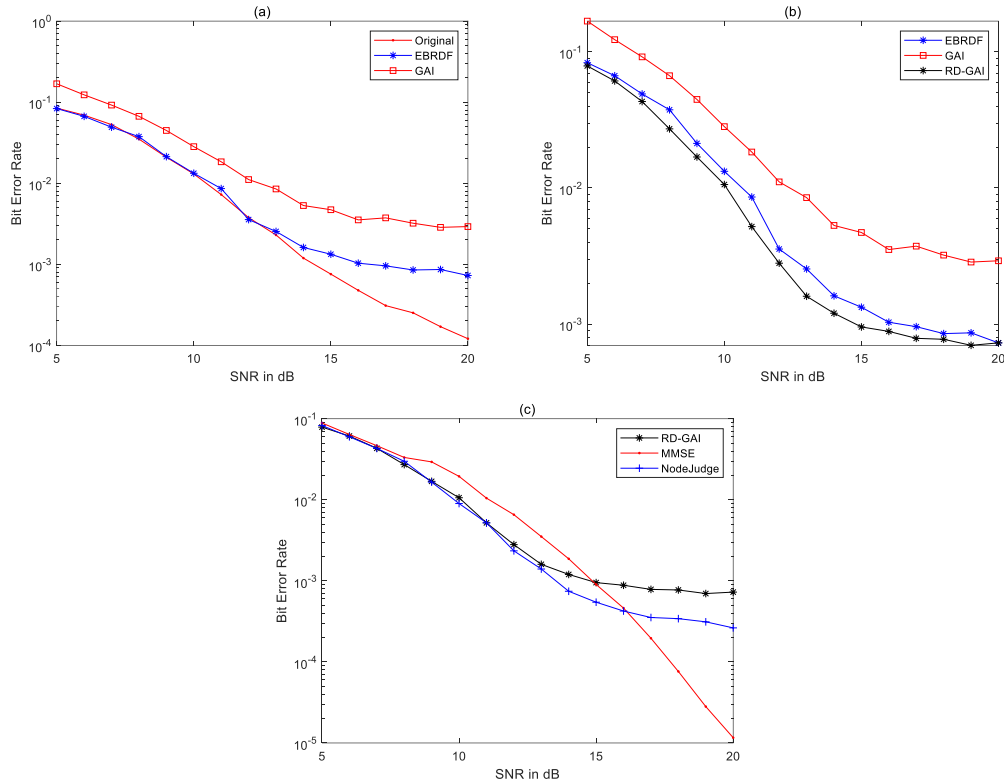 (a)
10^0
10^-1
10^-2
10^-3
10^-4
Bit Error Rate
5
10
15
20
SNR in dB
Original
EBRDF
GAI
(b)
10^-1
10^-2
10^-3
Bit Error Rate
5
10
15
20
SNR in dB
EBRDF
GAI
RD-GAI
(c)
10^-1
10^-2
10^-3
10^-4
10^-5
Bit Error Rate
5
10
15
20
SNR in dB
RD-GAI
MMSE
NodeJudge